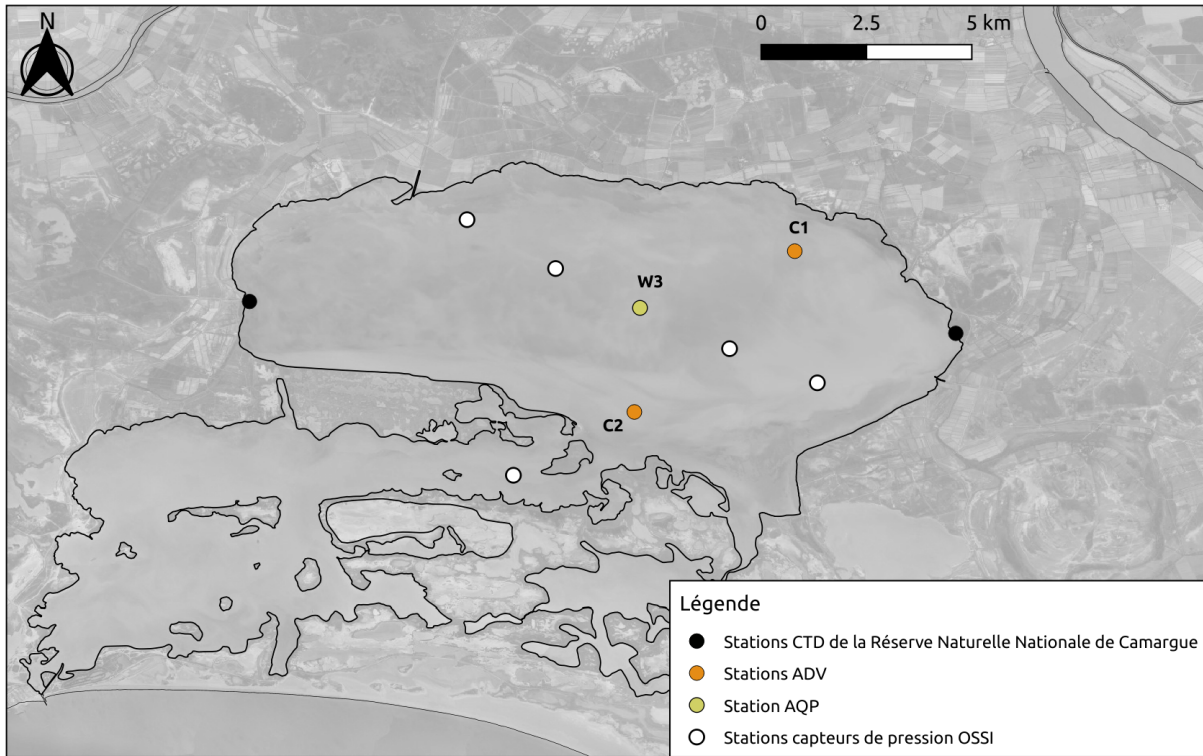 N
0 2.5 5 km
C1
W3
C2
Légende
Stations CTD de la Réserve Naturelle Nationale de Camargue
Stations ADV
Station AQP
Stations capteurs de pression OSSI